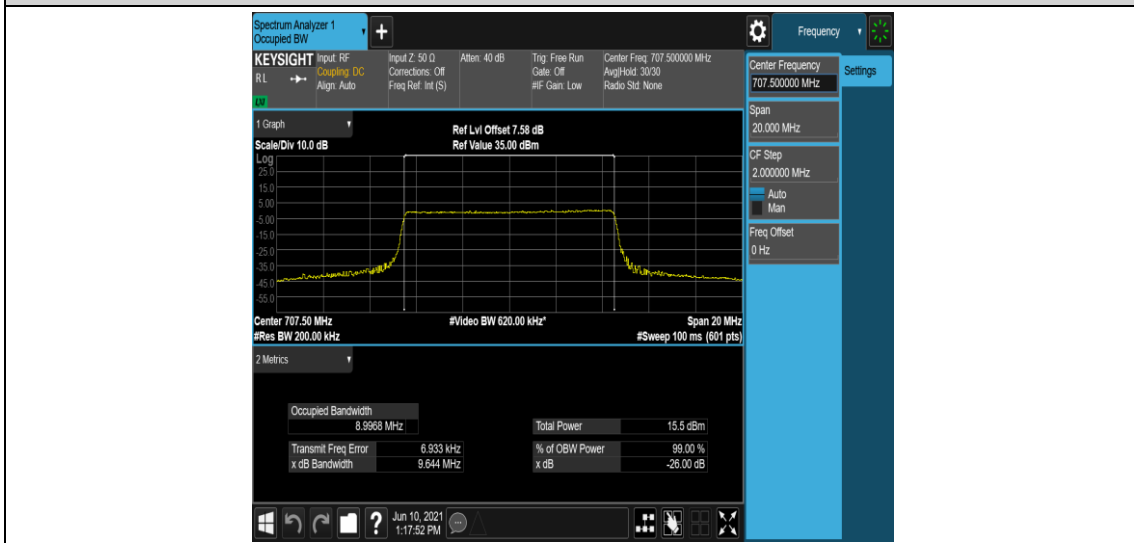 Spectrum Analyzer 1
Occupied BW
+
Frequency
KEYSIGHT
RL
LXI
Input: RF
Coupling: DC
Align: Auto
Input Z: 50 Ω
Corrections: Off
Freq Ref: Int (S)
Atten: 40 dB
Trig: Free Run
Gate: Off
#IF Gain: Low
Center Freq: 707.500000 MHz
Avg|Hold: 30/30
Radio Std: None
Center Frequency
707.500000 MHz
Settings
Span
20.000 MHz
CF Step
2.000000 MHz
Auto
Man
Freq Offset
0 Hz
1 Graph
Scale/Div 10.0 dB
Ref Lvl Offset 7.58 dB
Ref Value 35.00 dBm
Log
25.0
15.0
5.00
-5.00
-15.0
-25.0
-35.0
-45.0
-55.0
Center 707.50 MHz
#Video BW 620.00 kHz*
Span 20 MHz
#Res BW 200.00 kHz
#Sweep 100 ms (601 pts)
2 Metrics
Occupied Bandwidth
8.9968 MHz
Total Power 15.5 dBm
Transmit Freq Error 6.933 kHz
% of OBW Power 99.00 %
x dB Bandwidth 9.644 MHz
x dB -26.00 dB
?
Jun 10, 2021
1:17:52 PM